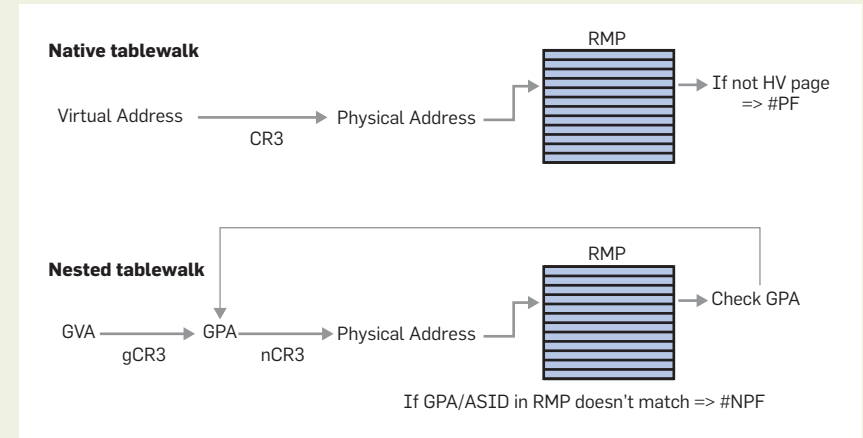 Native tablewalk
RMP
Virtual Address
CR3
Physical Address
If not HV page
=> #PF
Nested tablewalk
RMP
GVA
gCR3
GPA
nCR3
Physical Address
Check GPA
If GPA/ASID in RMP doesn't match => #NPF